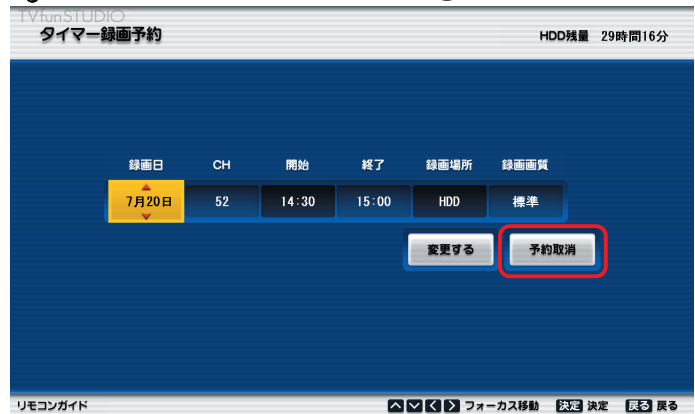 TVfunSTUDIO
タイマー録画予約
HDD残量 29時間16分
録画日 CH 開始 終了 録画場所 録画画質
7月20日 52 14:30 15:00 HDD 標準
変更する 予約取消
リモコンガイド フォーカス移動 決定 決定 戻る 戻る